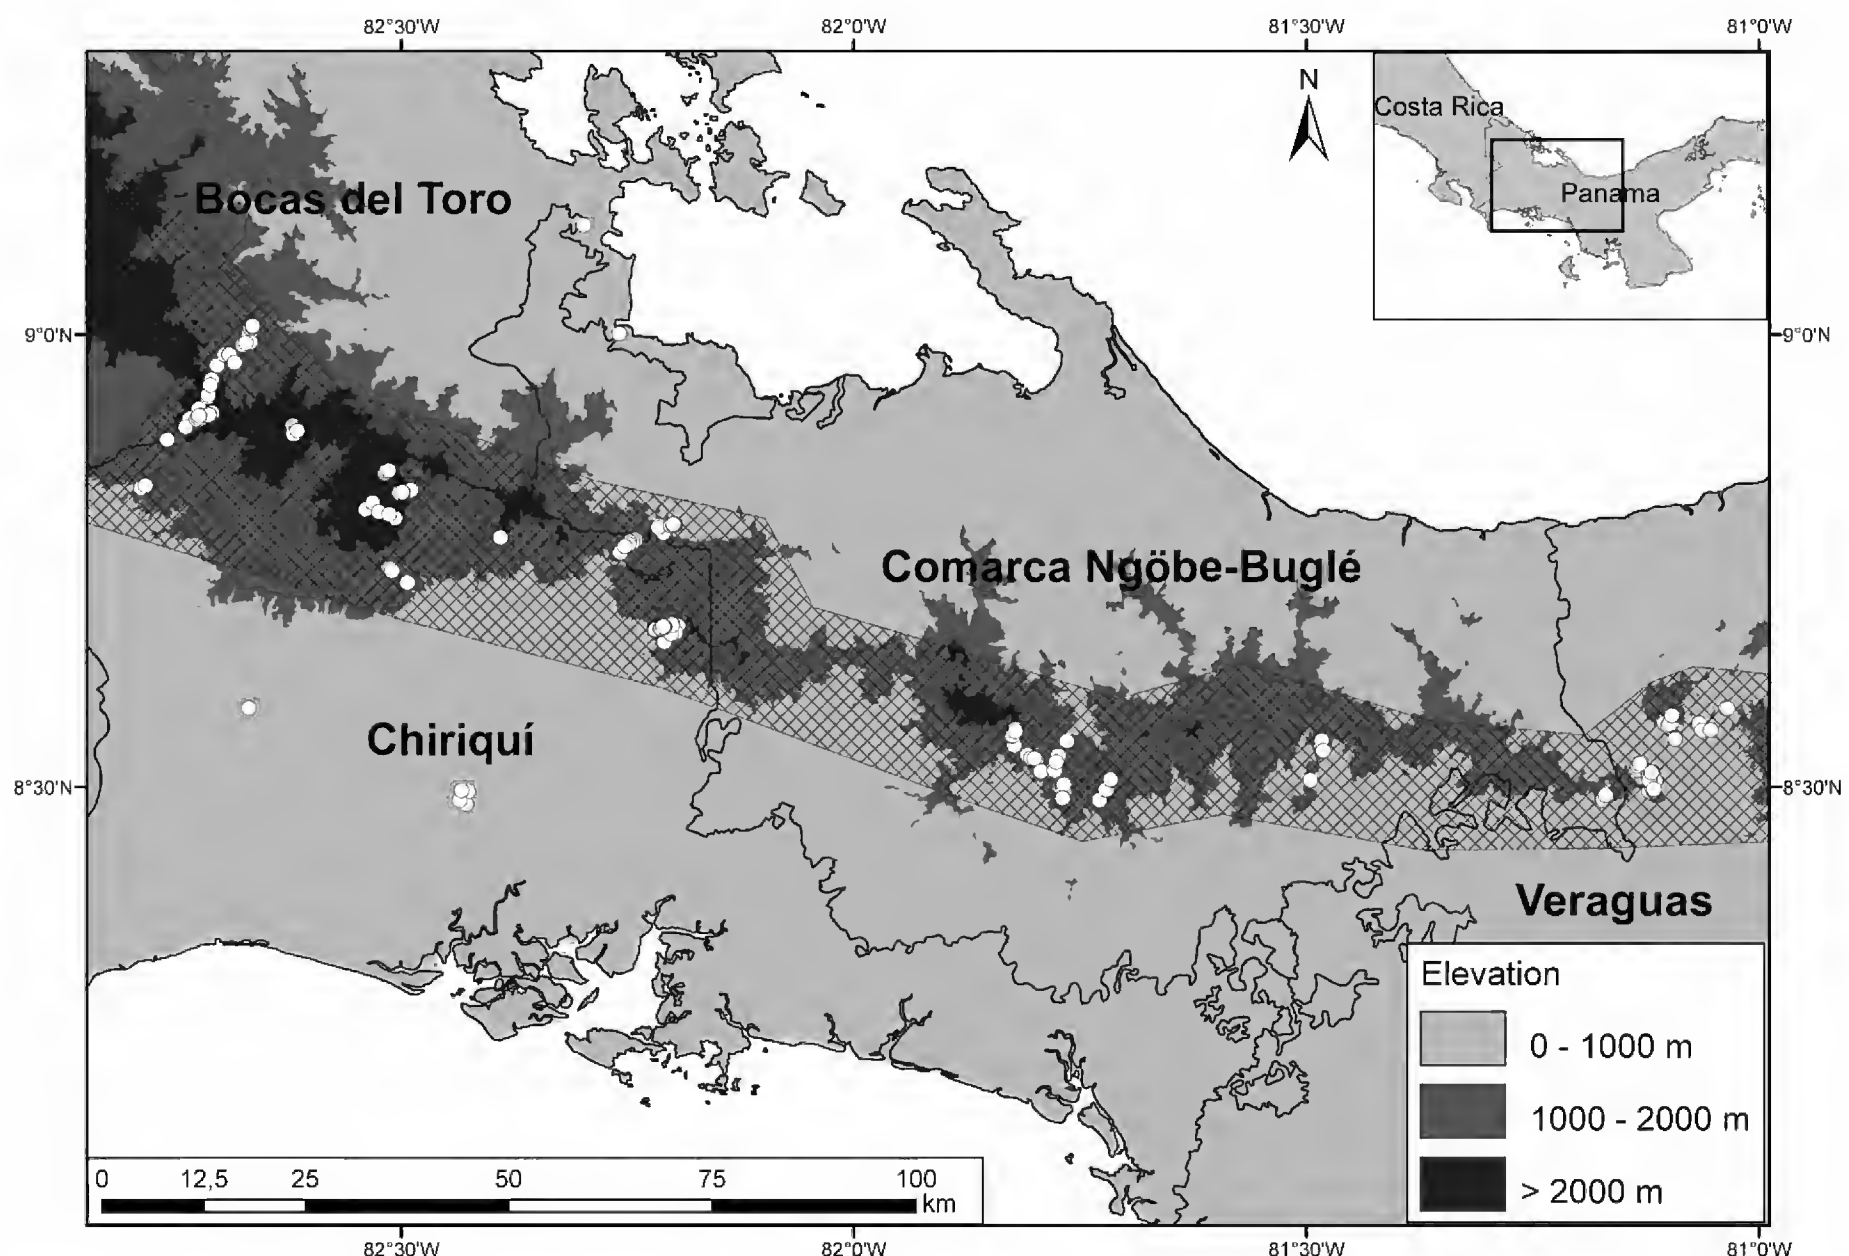 82°30'W 82°0'W 81°30'W 81°0'W
N
Costa Rica
Panama
Bocas del Toro
9°0'N 9°0'N
Comarca Ngöbe-Buglé
Chiriquí
8°30'N 8°30'N
Veraguas
Elevation
0 - 1000 m
1000 - 2000 m
> 2000 m
0 12,5 25 50 75 100
km
82°30'W 82°0'W 81°30'W 81°0'W